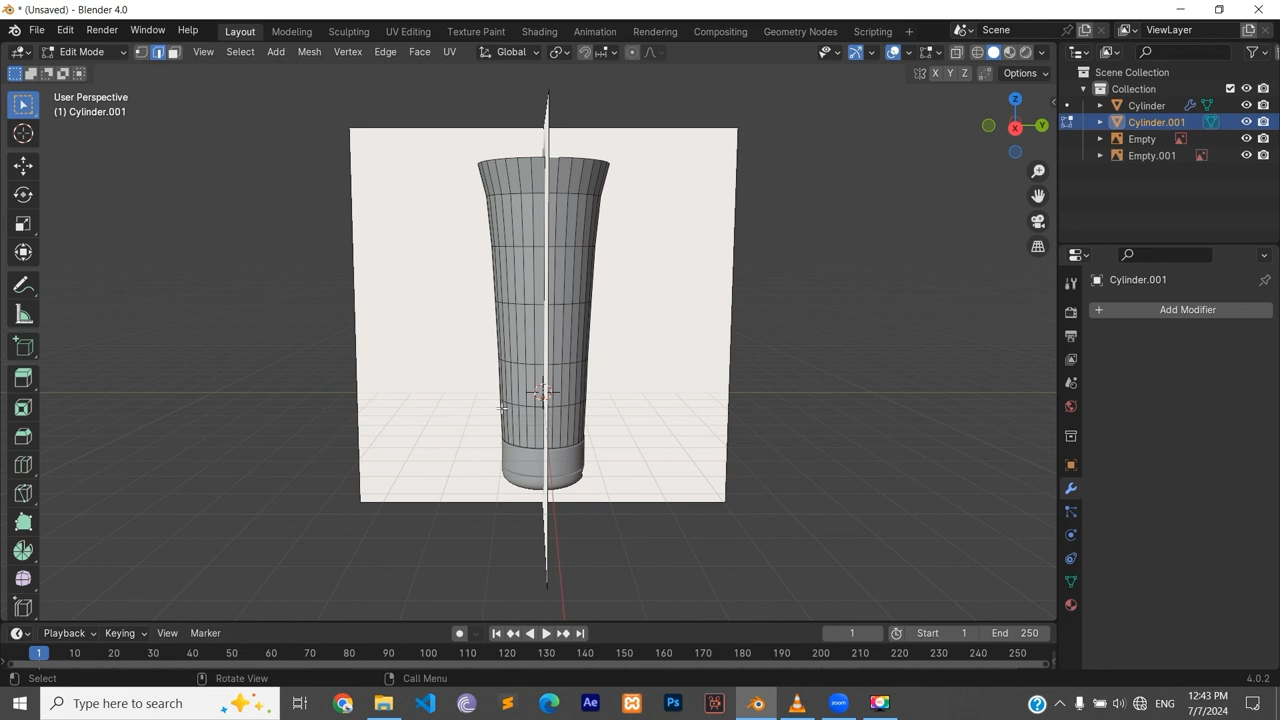 * (Unsaved) - Blender 4.0
File Edit Render Window Help
Layout Modeling Sculpting UV Editing Texture Paint Shading Animation Rendering Compositing Geometry Nodes Scripting +
Scene
ViewLayer
Edit Mode View Select Add Mesh Vertex Edge Face UV
Global
X Y Z Options
User Perspective
(1) Cylinder.001
Z
Y
X
Scene Collection
Collection
Cylinder
Cylinder.001
Empty
Empty.001
Cylinder.001
+ Add Modifier
Playback Keying View Marker
1 Start 1 End 250
1 10 20 30 40 50 60 70 80 90 100 110 120 130 140 150 160 170 180 190 200 210 220 230 240 250
Select Rotate View Call Menu 4.0.2
Type here to search
Ae Ps zoom ENG
12:43 PM
7/7/2024